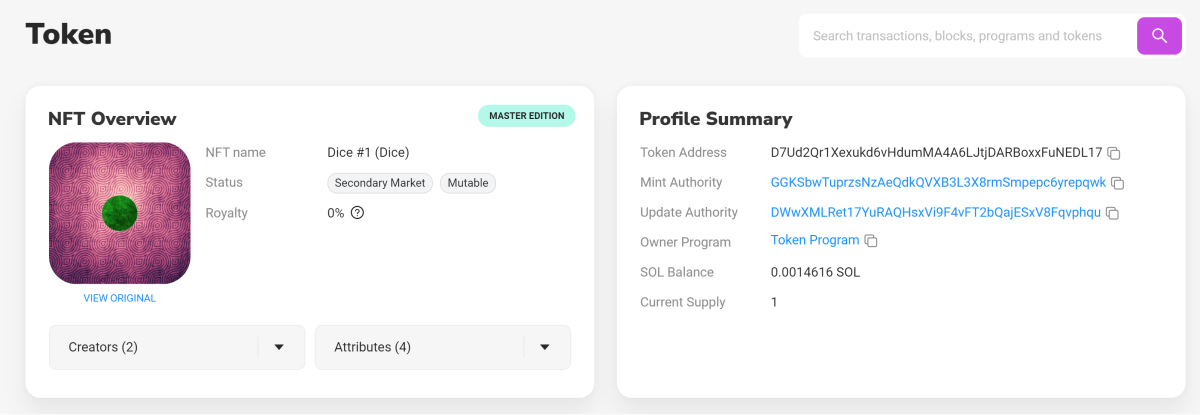 Token
Search transactions, blocks, programs and tokens
NFT Overview
MASTER EDITION
NFT name Dice #1 (Dice)
Status Secondary Market Mutable
Royalty 0% ?
VIEW ORIGINAL
Creators (2)
Attributes (4)
Profile Summary
Token Address D7Ud2Qr1Xexukd6vHdumMA4A6LJtjDARBoxxFuNEDL17
Mint Authority GGKSbwTuprzsNzAeQdkQVXB3L3X8rmSmpepc6yrepqwk
Update Authority DWwXMLRet17YuRAQHsxVi9F4vFT2bQajESxV8Fqvphqu
Owner Program Token Program
SOL Balance 0.0014616 SOL
Current Supply 1